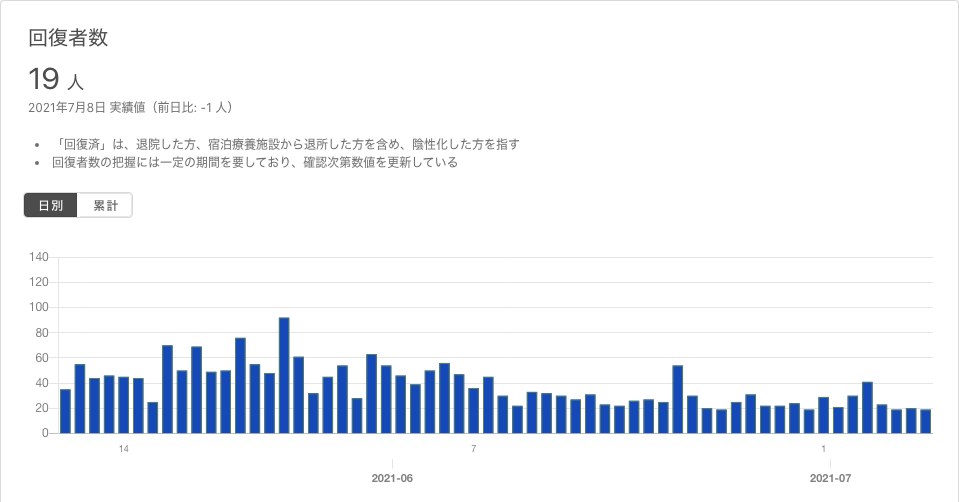 回復者数
19 人
2021年7月8日 実績値（前日比: -1 人）
• 「回復済」は、退院した方、宿泊療養施設から退所した方を含め、陰性化した方を指す
• 回復者数の把握には一定の期間を要しており、確認次第数値を更新している
日別 累計
140
120
100
80
60
40
20
0
14 7 1
2021-06 2021-07